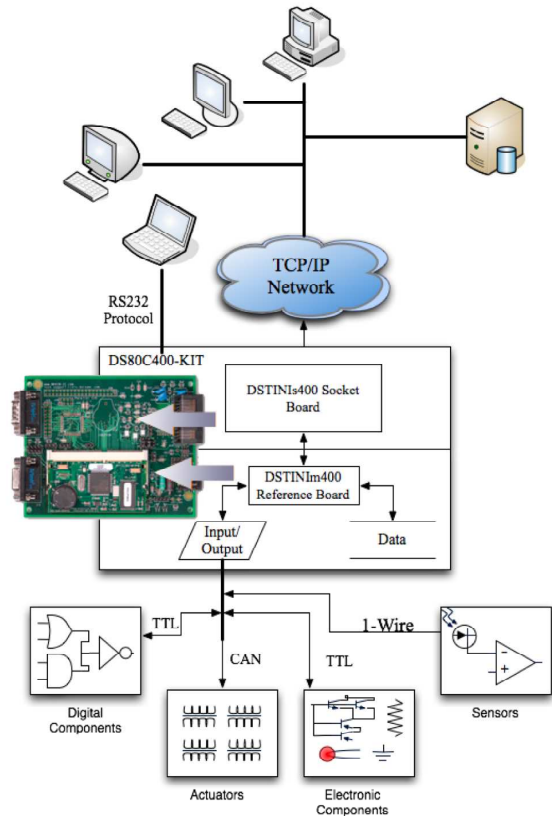 TCP/IP
Network
RS232
Protocol
DS80C400-KIT
DSTINIs400 Socket
Board
DSTINIm400
Reference Board
Input/
Output
Data
TTL
1-Wire
CAN
TTL
Digital
Components
Sensors
Actuators
Electronic
Components